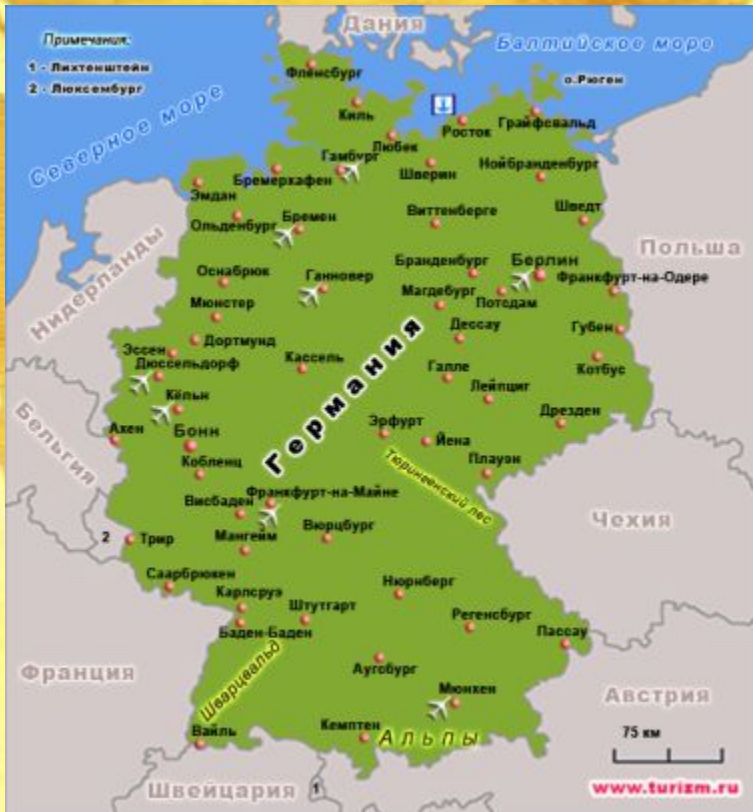 Дания
Примечания:
Балтийское море
1 - Лихтенштейн
2 - Люксембург
Фленсбург
о.Рюген
Северное море
Киль
Росток
Грайфсвальд
Любек
Гамбург
Шверин
Нойбранденбург
Бремерхафен
Эмдан
Ольденбург
Бремен
Виттенберге
Шведт
Польша
Нидерланды
Оснабрюк
Ганновер
Бранденбург
Берлин
Франкфурт-на-Одере
Магдебург
Потсдам
Мюнстер
Дессау
Губен
Дортмунд
Эссен
Дюссельдорф
Кассель
Германия
Галле
Котбус
Лейпциг
Кёльн
Бельгия
Ахен
Бонн
Эрфурт
Йена
Дрезден
Кобленц
Тюрингенский лес
Плауэн
Франкфурт-на-Майне
Висбаден
Чехия
2
Трир
Мангейм
Вюрцбург
Саарбрюкен
Нюрнберг
Карлсруэ
Штутгарт
Регенсбург
Баден-Баден
Пассау
Франция
Шварцвальд
Аугсбург
Мюнхен
Австрия
Вайль
Кемптен
Альпы
75 км
Швейцария
1
www.turizm.ru